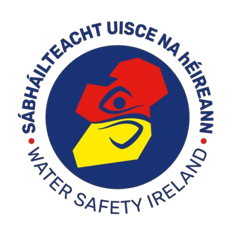 SÁBHÁILTEACHT UISCE NA hÉIREANN
WATER SAFETY IRELAND